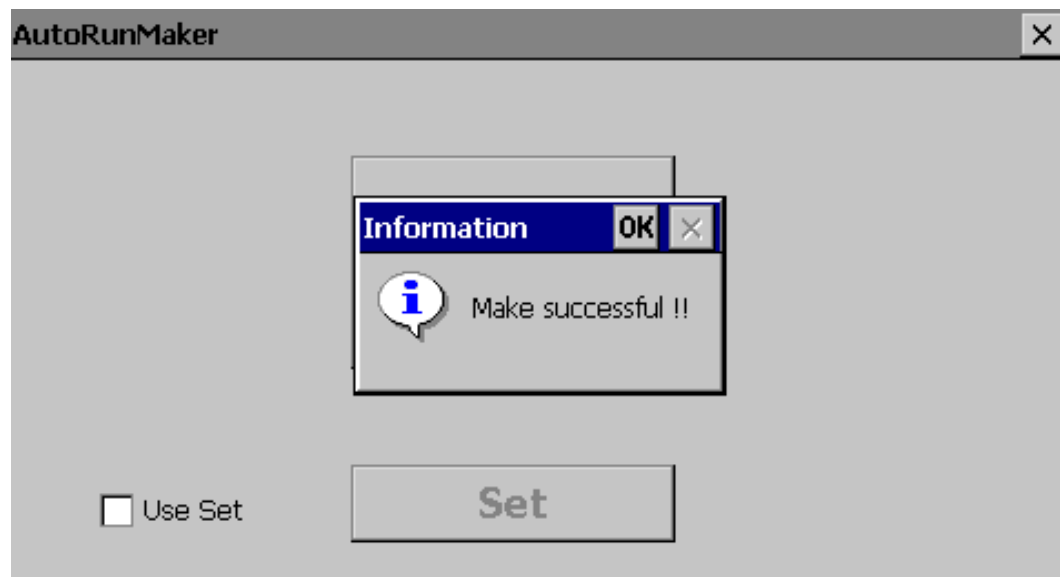 AutoRunMaker
Information OK
Make successful !!
Use Set
Set